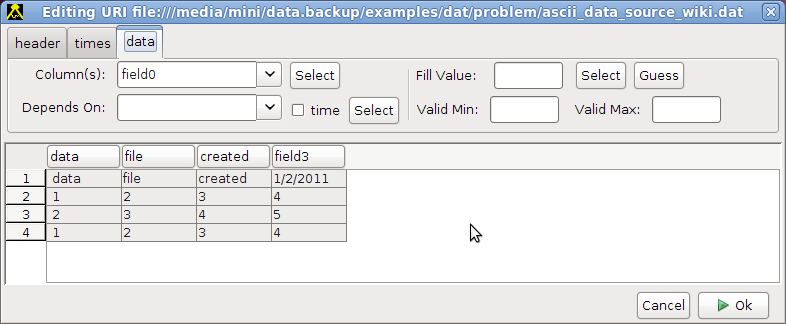 Editing URI file:///media/mini/data.backup/examples/dat/problem/ascii_data_source_wiki.dat
header times data
Column(s): field0 Select Fill Value: Select Guess
Depends On: time Select Valid Min: Valid Max:
data file created field3
1 data file created 1/2/2011
2 1 2 3 4
3 2 3 4 5
4 1 2 3 4
Cancel Ok